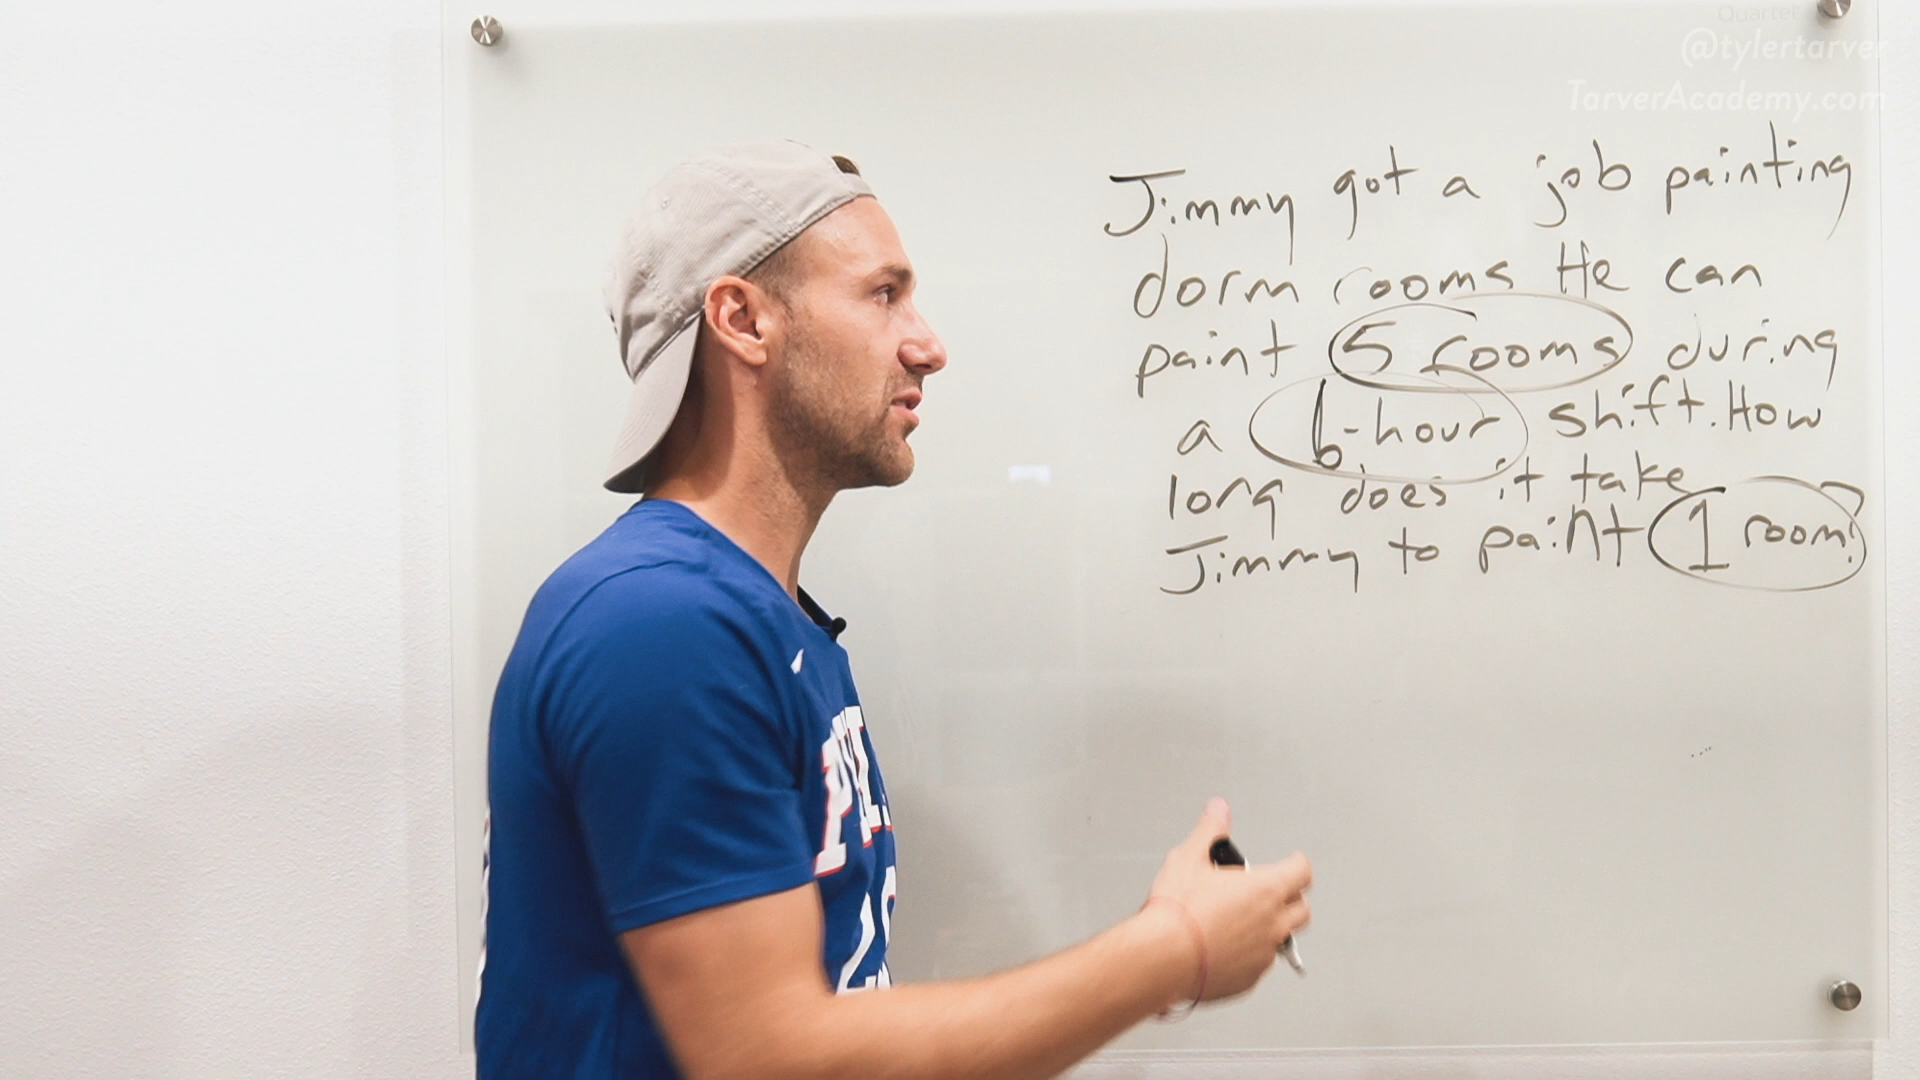 Quartet
@tylertarver
TarverAcademy.com
Jimmy got a job painting
dorm rooms He can
paint 5 rooms during
a 6-hour shift. How
long does it take
Jimmy to paint 1 room?